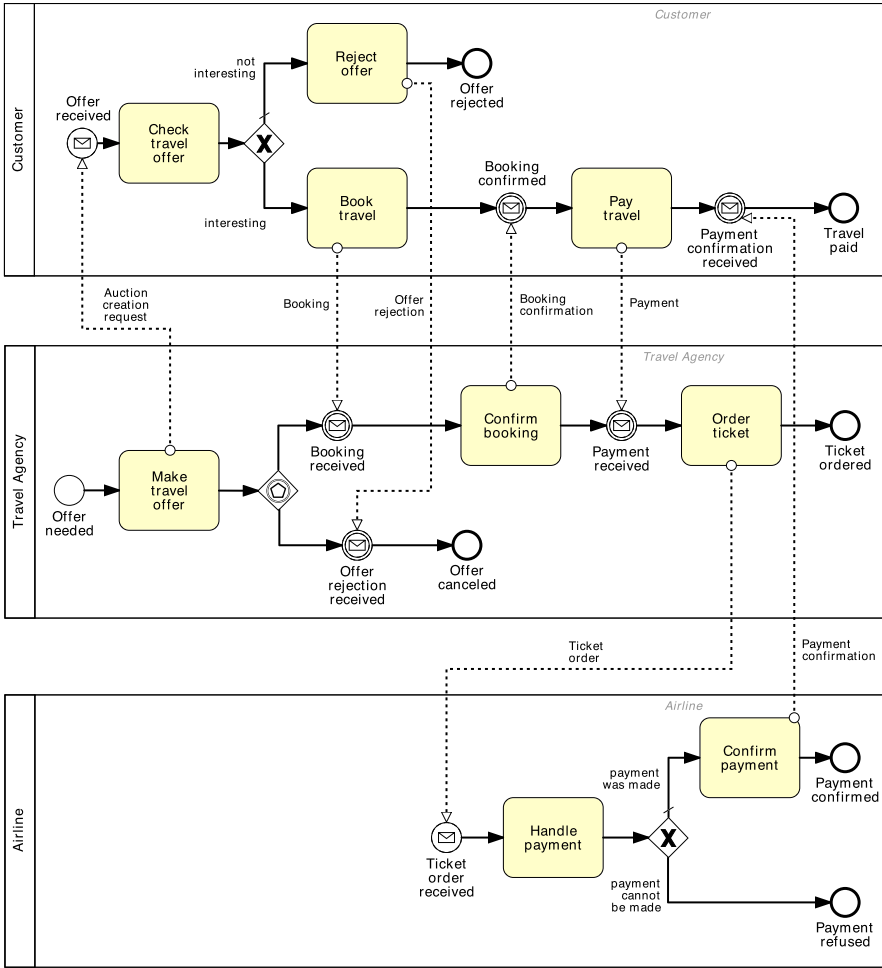 Customer
Customer
Offer
received
Check
travel
offer
not
interesting
Reject
offer
Offer
rejected
interesting
Book
travel
Booking
confirmed
Pay
travel
Payment
confirmation
received
Travel
paid
Auction
creation
request
Booking
Offer
rejection
Booking
confirmation
Payment
Travel Agency
Travel Agency
Offer
needed
Make
travel
offer
Booking
received
Confirm
booking
Payment
received
Order
ticket
Ticket
ordered
Offer
rejection
received
Offer
canceled
Ticket
order
Payment
confirmation
Airline
Airline
Ticket
order
received
Handle
payment
payment
was made
Confirm
payment
Payment
confirmed
payment
cannot
be made
Payment
refused